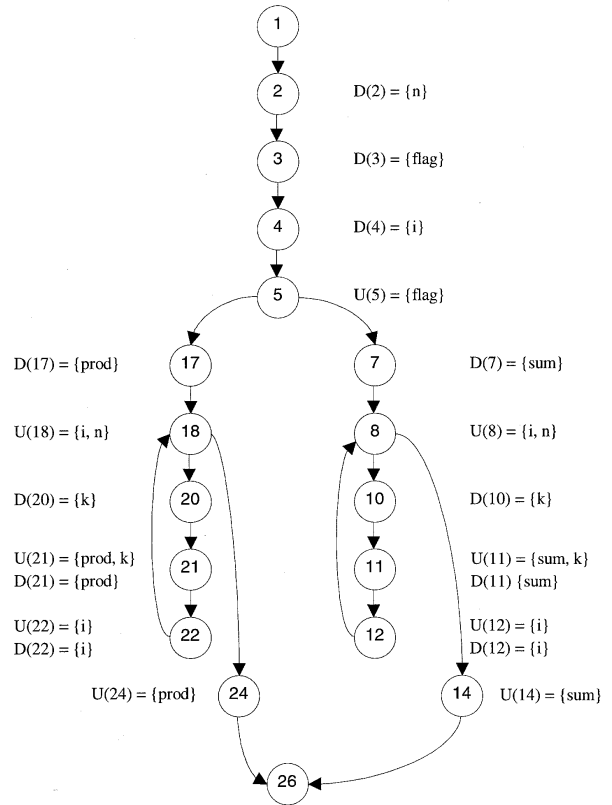 1
2 D(2) = {n}
3 D(3) = {flag}
4 D(4) = {i}
5 U(5) = {flag}
D(17) = {prod} 17 7 D(7) = {sum}
U(18) = {i, n} 18 8 U(8) = {i, n}
D(20) = {k} 20 10 D(10) = {k}
U(21) = {prod, k} U(11) = {sum, k}
21 11
D(21) = {prod} D(11) {sum}
U(22) = {i} U(12) = {i}
22 12
D(22) = {i} D(12) = {i}
U(24) = {prod} 24 14 U(14) = {sum}
26